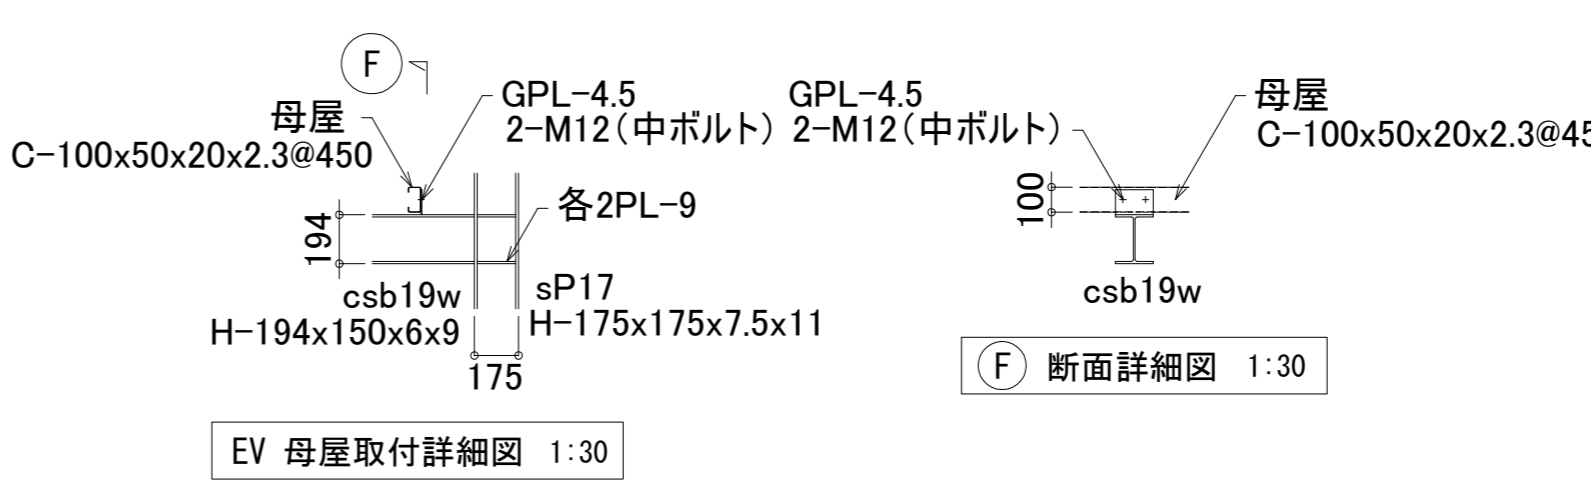 F
母屋
C-100x50x20x2.3@450
GPL-4.5
2-M12(中ボルト)
194
各2PL-9
csb19w
H-194x150x6x9
sP17
H-175x175x7.5x11
175
EV 母屋取付詳細図 1:30
GPL-4.5
2-M12(中ボルト)
母屋
C-100x50x20x2.3@45
100
csb19w
F 断面詳細図 1:30